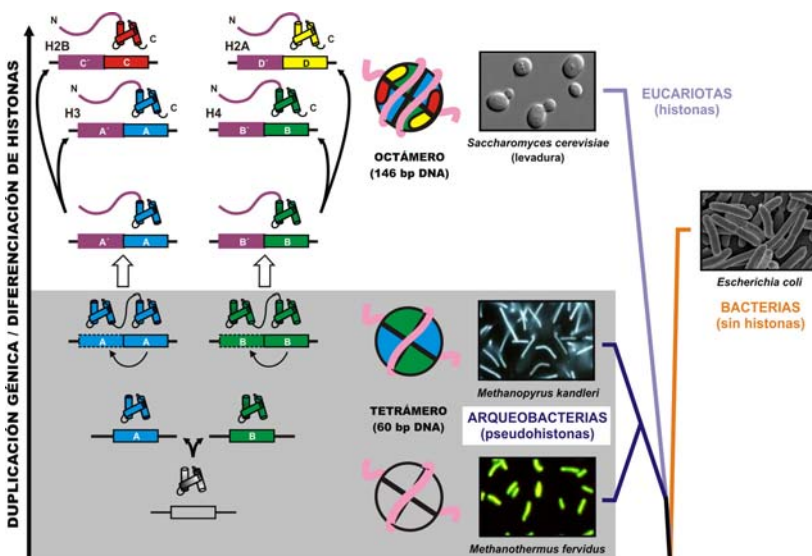 DUPLICACIÓN GÉNICA / DIFERENCIACIÓN DE HISTONAS
N
C
H2B
C´ C
N
C
H2A
D´ D
N
C
H3
A´ A
N
C
H4
B´ B
A´ A
B´ B
A A
B B
A
B
OCTÁMERO
(146 bp DNA)
Saccharomyces cerevisiae
(levadura)
EUCARIOTAS
(histonas)
Escherichia coli
BACTERIAS
(sin histonas)
Methanopyrus kandleri
TETRÁMERO
(60 bp DNA)
ARQUEOBACTERIAS
(pseudohistonas)
Methanothermus fervidus